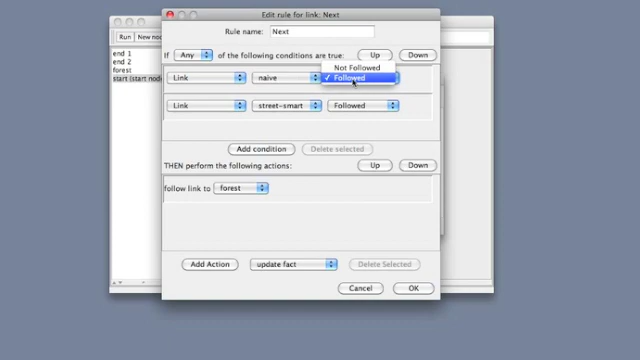 Edit rule for link: Next
Rule name: Next
Run New nod
If Any of the following conditions are true: Up Down
end 1
end 2
forest
start (start node
Not Followed
✓ Followed
Link naive
Link street-smart Followed
Add condition Delete selected
THEN perform the following actions: Up Down
follow link to forest
Add Action update fact Delete Selected
Cancel OK